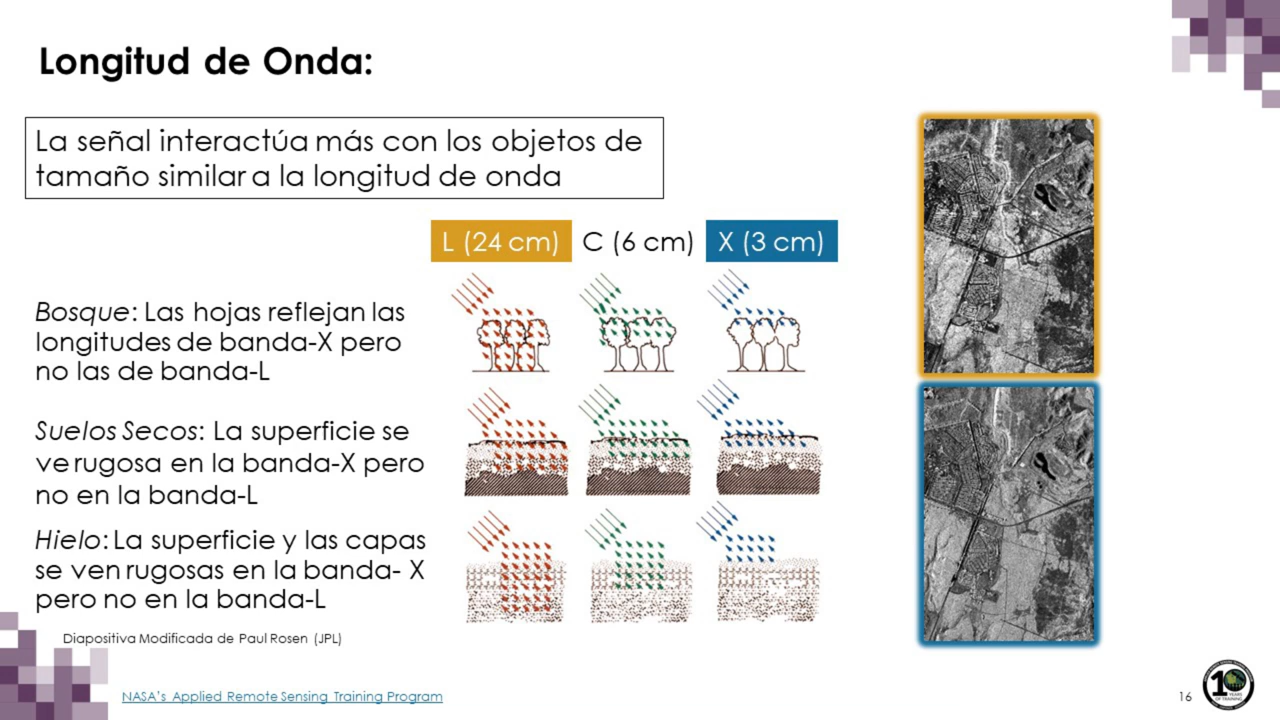 Longitud de Onda:
La señal interactúa más con los objetos de
tamaño similar a la longitud de onda
L (24 cm) C (6 cm) X (3 cm)
Bosque: Las hojas reflejan las
longitudes de banda-X pero
no las de banda-L
Suelos Secos: La superficie se
ve rugosa en la banda-X pero
no en la banda-L
Hielo: La superficie y las capas
se ven rugosas en la banda- X
pero no en la banda-L
Diapositiva Modificada de Paul Rosen (JPL)
NASA's Applied Remote Sensing Training Program
16
10
YEARS
OF TRAINING